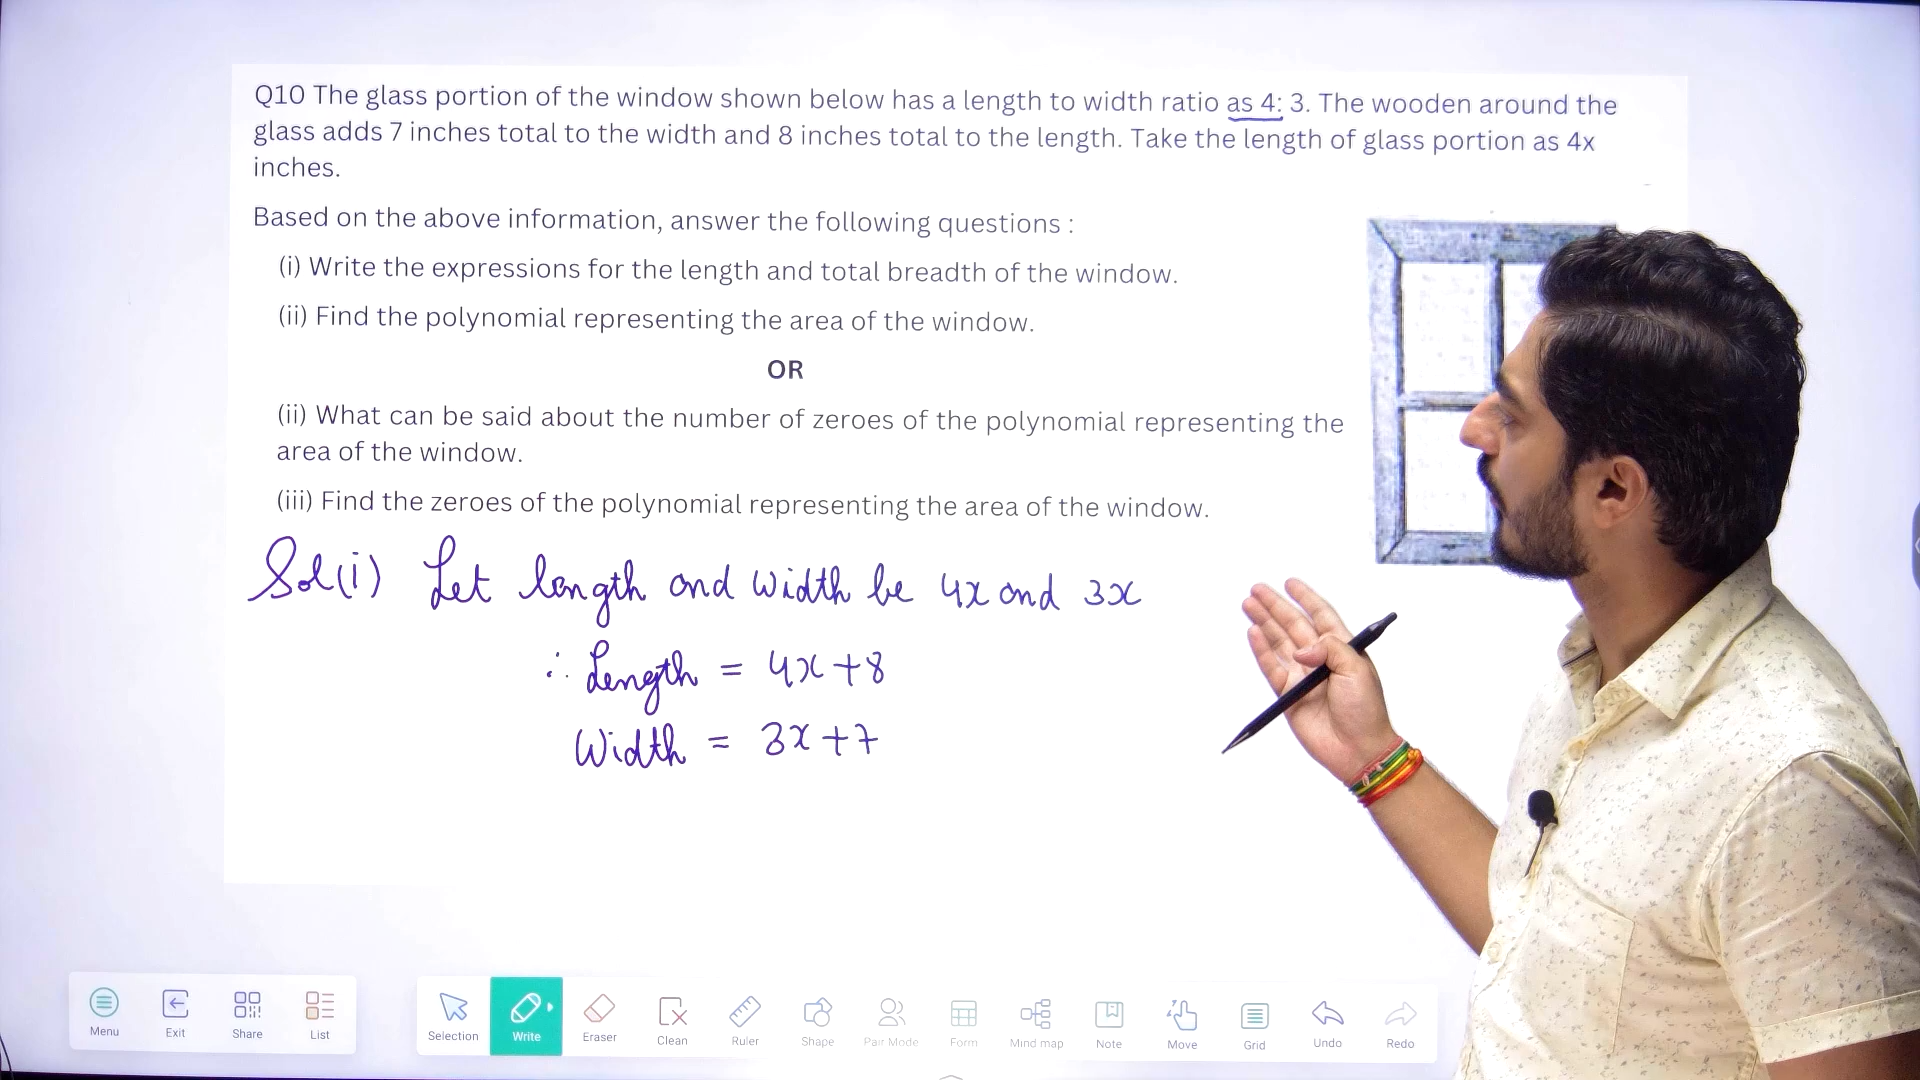 Q10 The glass portion of the window shown below has a length to width ratio as 4: 3. The wooden around the
glass adds 7 inches total to the width and 8 inches total to the length. Take the length of glass portion as 4x
inches.
Based on the above information, answer the following questions :
(i) Write the expressions for the length and total breadth of the window.
(ii) Find the polynomial representing the area of the window.
OR
(ii) What can be said about the number of zeroes of the polynomial representing the
area of the window.
(iii) Find the zeroes of the polynomial representing the area of the window.
Sol(i) Let length and width be 4x and 3x
∴ Length = 4x+8
Width = 3x+7
Menu Exit Share List Selection Write Eraser Clean Ruler Shape Pair Mode Form Mind map Note Move Grid Undo Redo